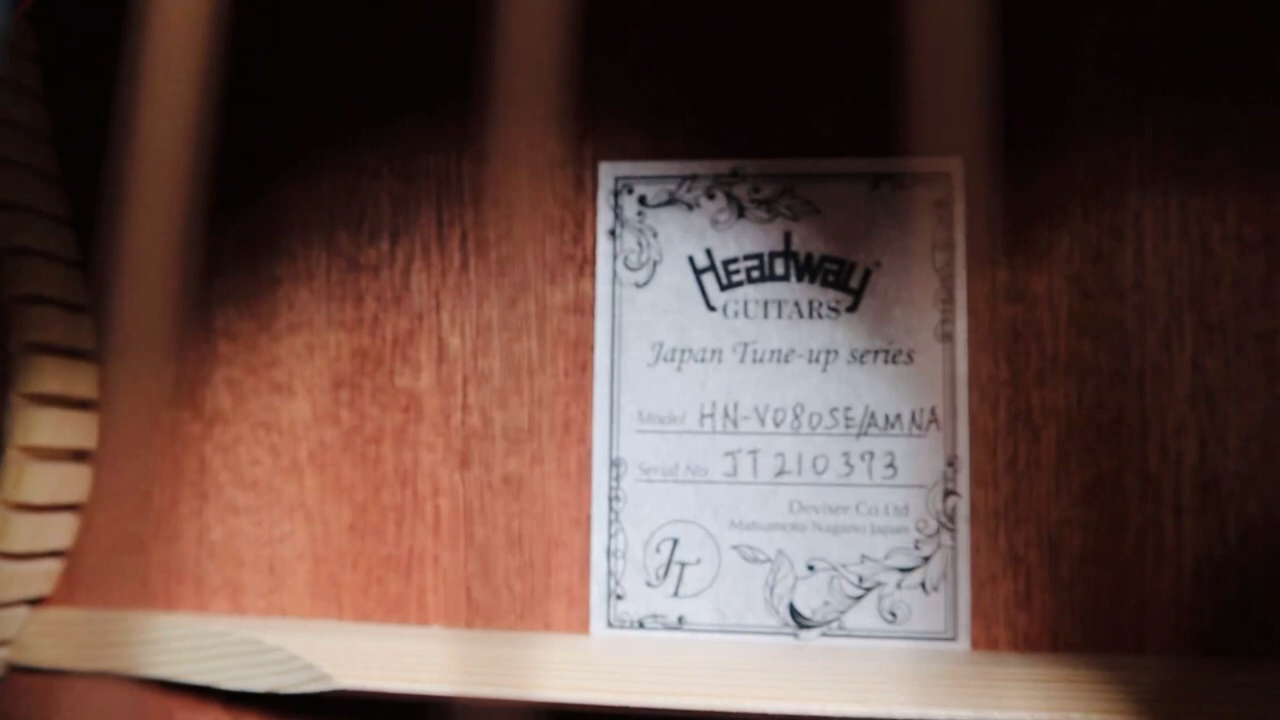 Headway
GUITARS
Japan Tune-up series
Model HN-V080SE/AMNA
Serial No. JT210373
Deviser Co.Ltd
Matsumoto Nagano Japan
JT